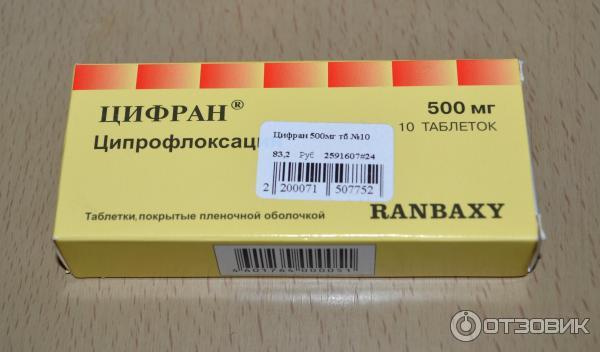 ЦИФРАН®
500 мг
10 ТАБЛЕТОК
Цифран 500мг тб №10
83,2 Руб 2591607#24
2 200071 507752
Таблетки, покрытые пленочной оболочкой
RANBAXY
4601764000051
ОТЗОВИК